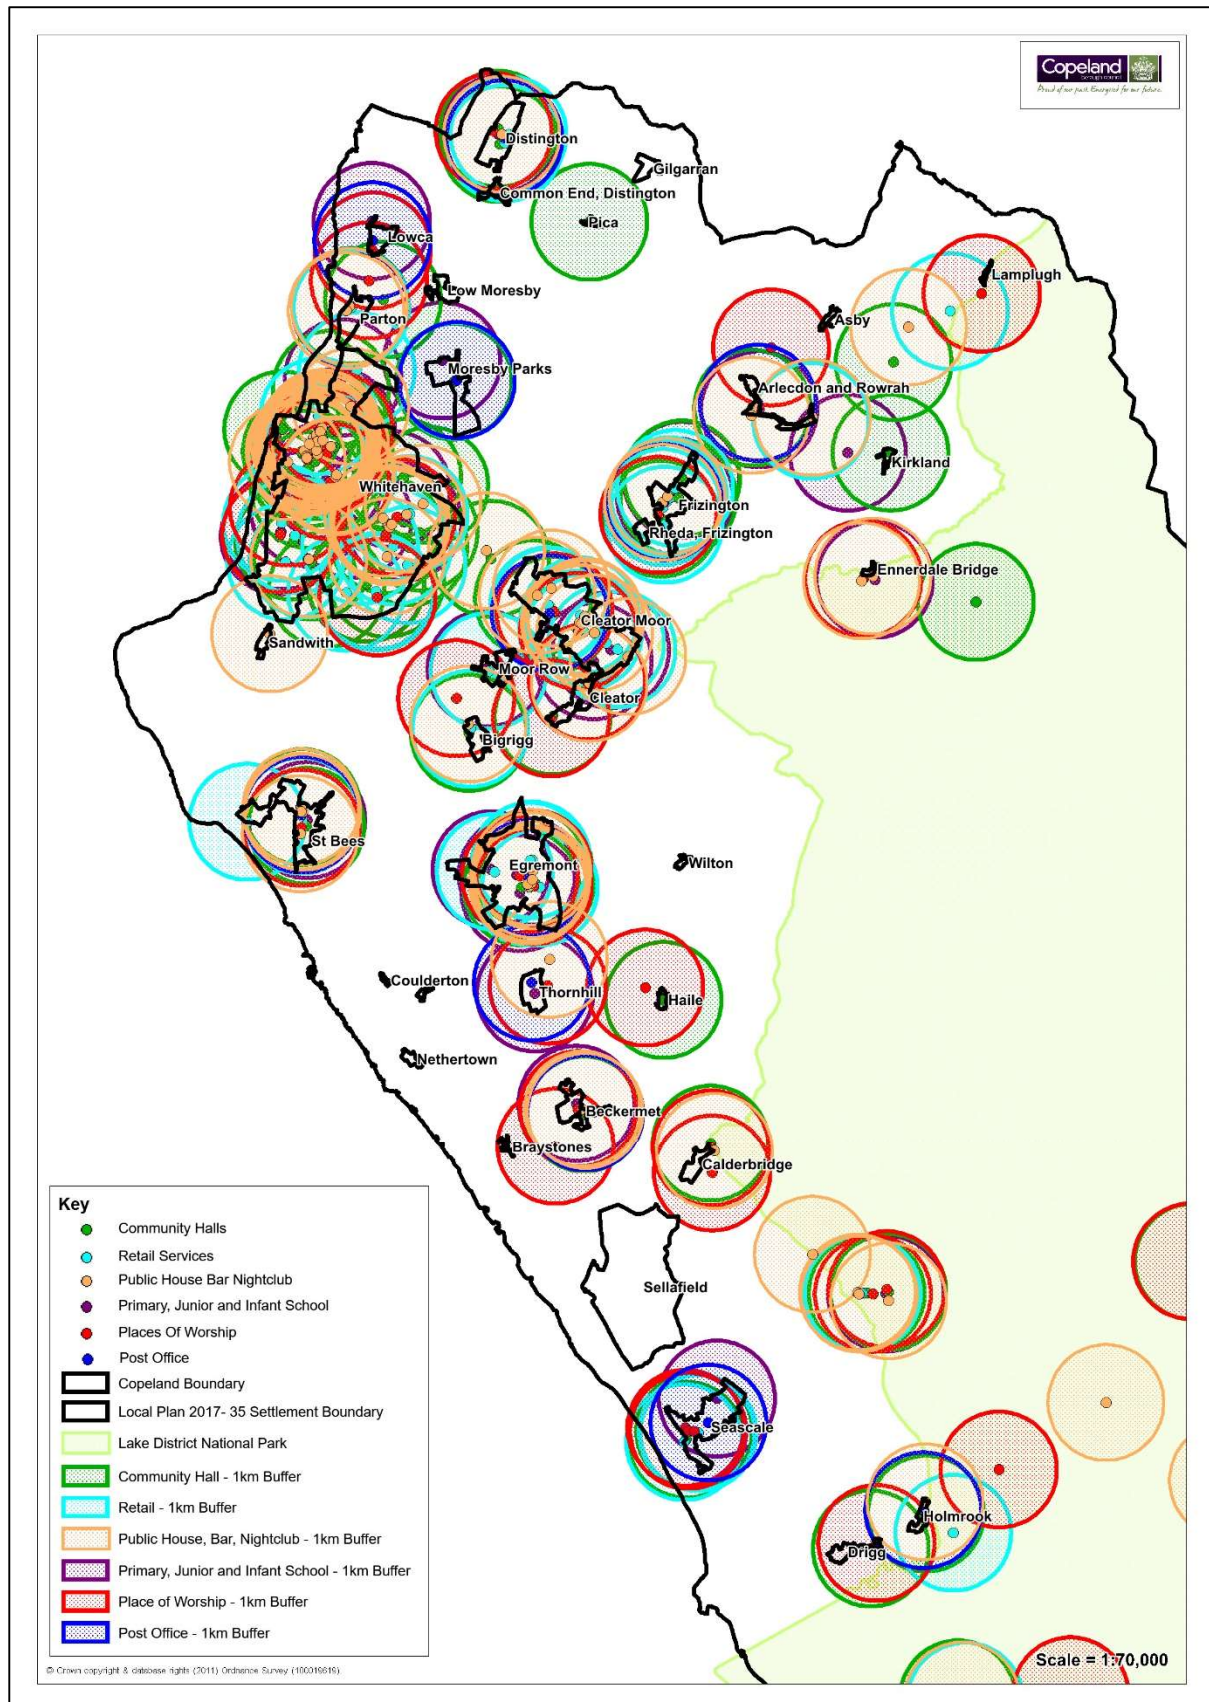 Copeland
borough council
Proud of our past. Energised for our future.
Distington
Gilgarran
Common End, Distington
Pica
Lowca
Lamplugh
Low Moresby
Parton
Asby
Moresby Parks
Arlecdon and Rowrah
Kirkland
Whitehaven
Frizington
Rheda, Frizington
Ennerdale Bridge
Cleator Moor
Sandwith
Moor Row
Cleator
Bigrigg
St Bees
Egremont
Wilton
Coulderton
Thornhill
Haile
Nethertown
Beckermet
Braystones
Calderbridge
Sellafield
Seascale
Holmrook
Drigg
Key
Community Halls
Retail Services
Public House Bar Nightclub
Primary, Junior and Infant School
Places Of Worship
Post Office
Copeland Boundary
Local Plan 2017- 35 Settlement Boundary
Lake District National Park
Community Hall - 1km Buffer
Retail - 1km Buffer
Public House, Bar, Nightclub - 1km Buffer
Primary, Junior and Infant School - 1km Buffer
Place of Worship - 1km Buffer
Post Office - 1km Buffer
© Crown copyright & database rights (2011) Ordnance Survey (100019619)
Scale = 1:70,000